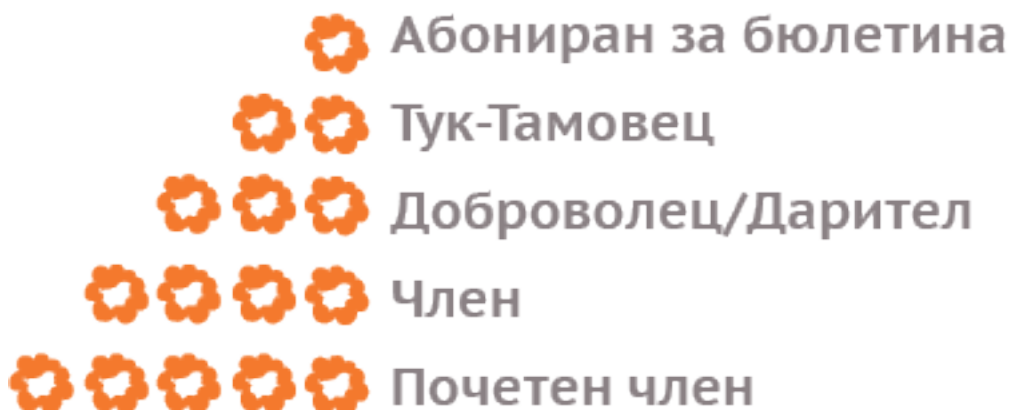 Абониран за бюлетина
Тук-Тамовец
Доброволец/Дарител
Член
Почетен член